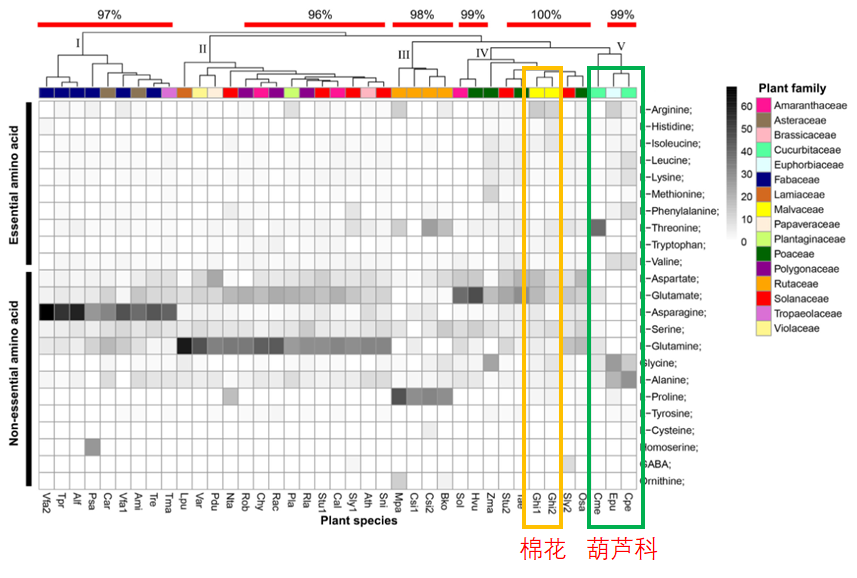 97%
96%
98%
99%
100%
99%
I
II
III
IV
V
Essential amino acid
Non-essential amino acid
L−Arginine;
−Histidine;
−Isoleucine;
−Leucine;
−Lysine;
−Methionine;
−Phenylalanine;
−Threonine;
−Tryptophan;
−Valine;
−Aspartate;
−Glutamate;
−Asparagine;
−Serine;
−Glutamine;
Glycine;
−Alanine;
−Proline;
−Tyrosine;
−Cysteine;
Homoserine;
GABA;
Ornithine;
60
50
40
30
20
10
0
Plant family
Amaranthaceae
Asteraceae
Brassicaceae
Cucurbitaceae
Euphorbiaceae
Fabaceae
Lamiaceae
Malvaceae
Papaveraceae
Plantaginaceae
Poaceae
Polygonaceae
Rutaceae
Solanaceae
Tropaeolaceae
Violaceae
Vfa2
Tpr
Alf
Psa
Car
Vfa1
Ami
Tre
Tma
Lpu
Var
Pdu
Nta
Rob
Chy
Rac
Pla
Rla
Stu1
Cal
Sly1
Ath
Sni
Mpa
Csi1
Csi2
Bko
Sol
Hvu
Zma
Stu2
Tae
Ghi1
Ghi2
Sly2
Osa
Cme
Epu
Cpe
Plant species
棉花
葫芦科